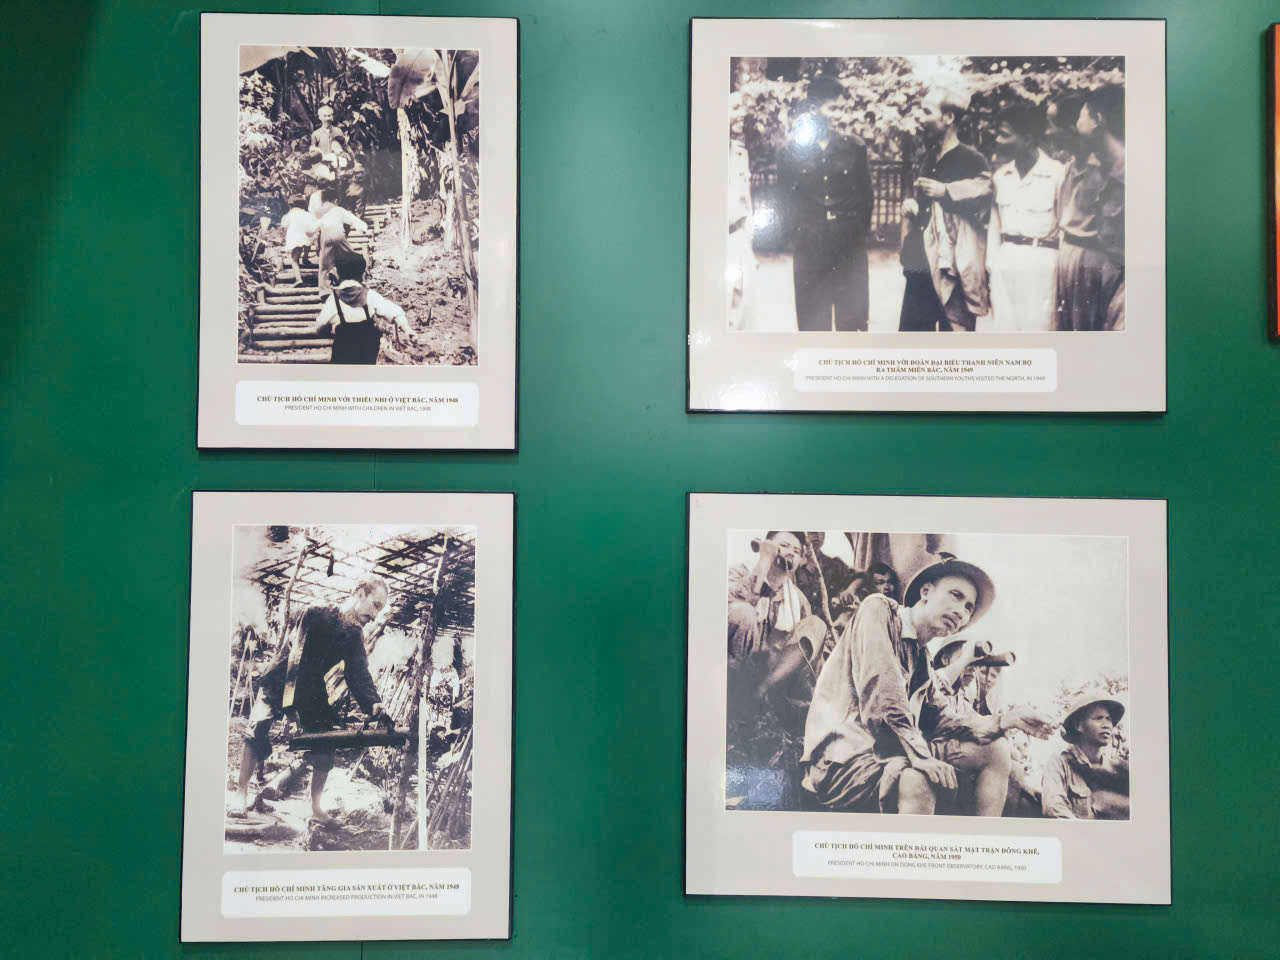 CHỦ TỊCH HỒ CHÍ MINH VỚI THIẾU NHI Ở VIỆT BẮC, NĂM 1948
PRESIDENT HO CHI MINH WITH CHILDREN IN VIET BAC, 1948
CHỦ TỊCH HỒ CHÍ MINH VỚI ĐOÀN ĐẠI BIỂU THANH NIÊN NAM BỘ
RA THĂM MIỀN BẮC, NĂM 1949
PRESIDENT HO CHI MINH WITH A DELEGATION OF SOUTHERN YOUTHS VISITED THE NORTH, IN 1949
CHỦ TỊCH HỒ CHÍ MINH TĂNG GIA SẢN XUẤT Ở VIỆT BẮC, NĂM 1948
PRESIDENT HO CHI MINH INCREASED PRODUCTION IN VIET BAC, IN 1948
CHỦ TỊCH HỒ CHÍ MINH TRÊN ĐÀI QUAN SÁT MẶT TRẬN ĐÔNG KHÊ,
CAO BẰNG, NĂM 1950
PRESIDENT HO CHI MINH ON DONG KHE FRONT OBSERVATORY, CAO BANG, 1950